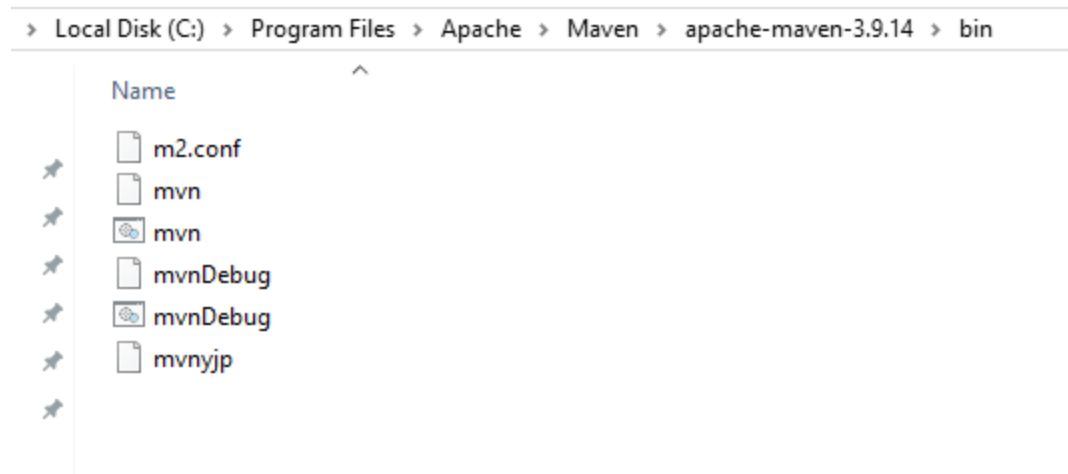 > Local Disk (C:) > Program Files > Apache > Maven > apache-maven-3.9.14 > bin
Name
m2.conf
mvn
mvn
mvnDebug
mvnDebug
mvnyjp